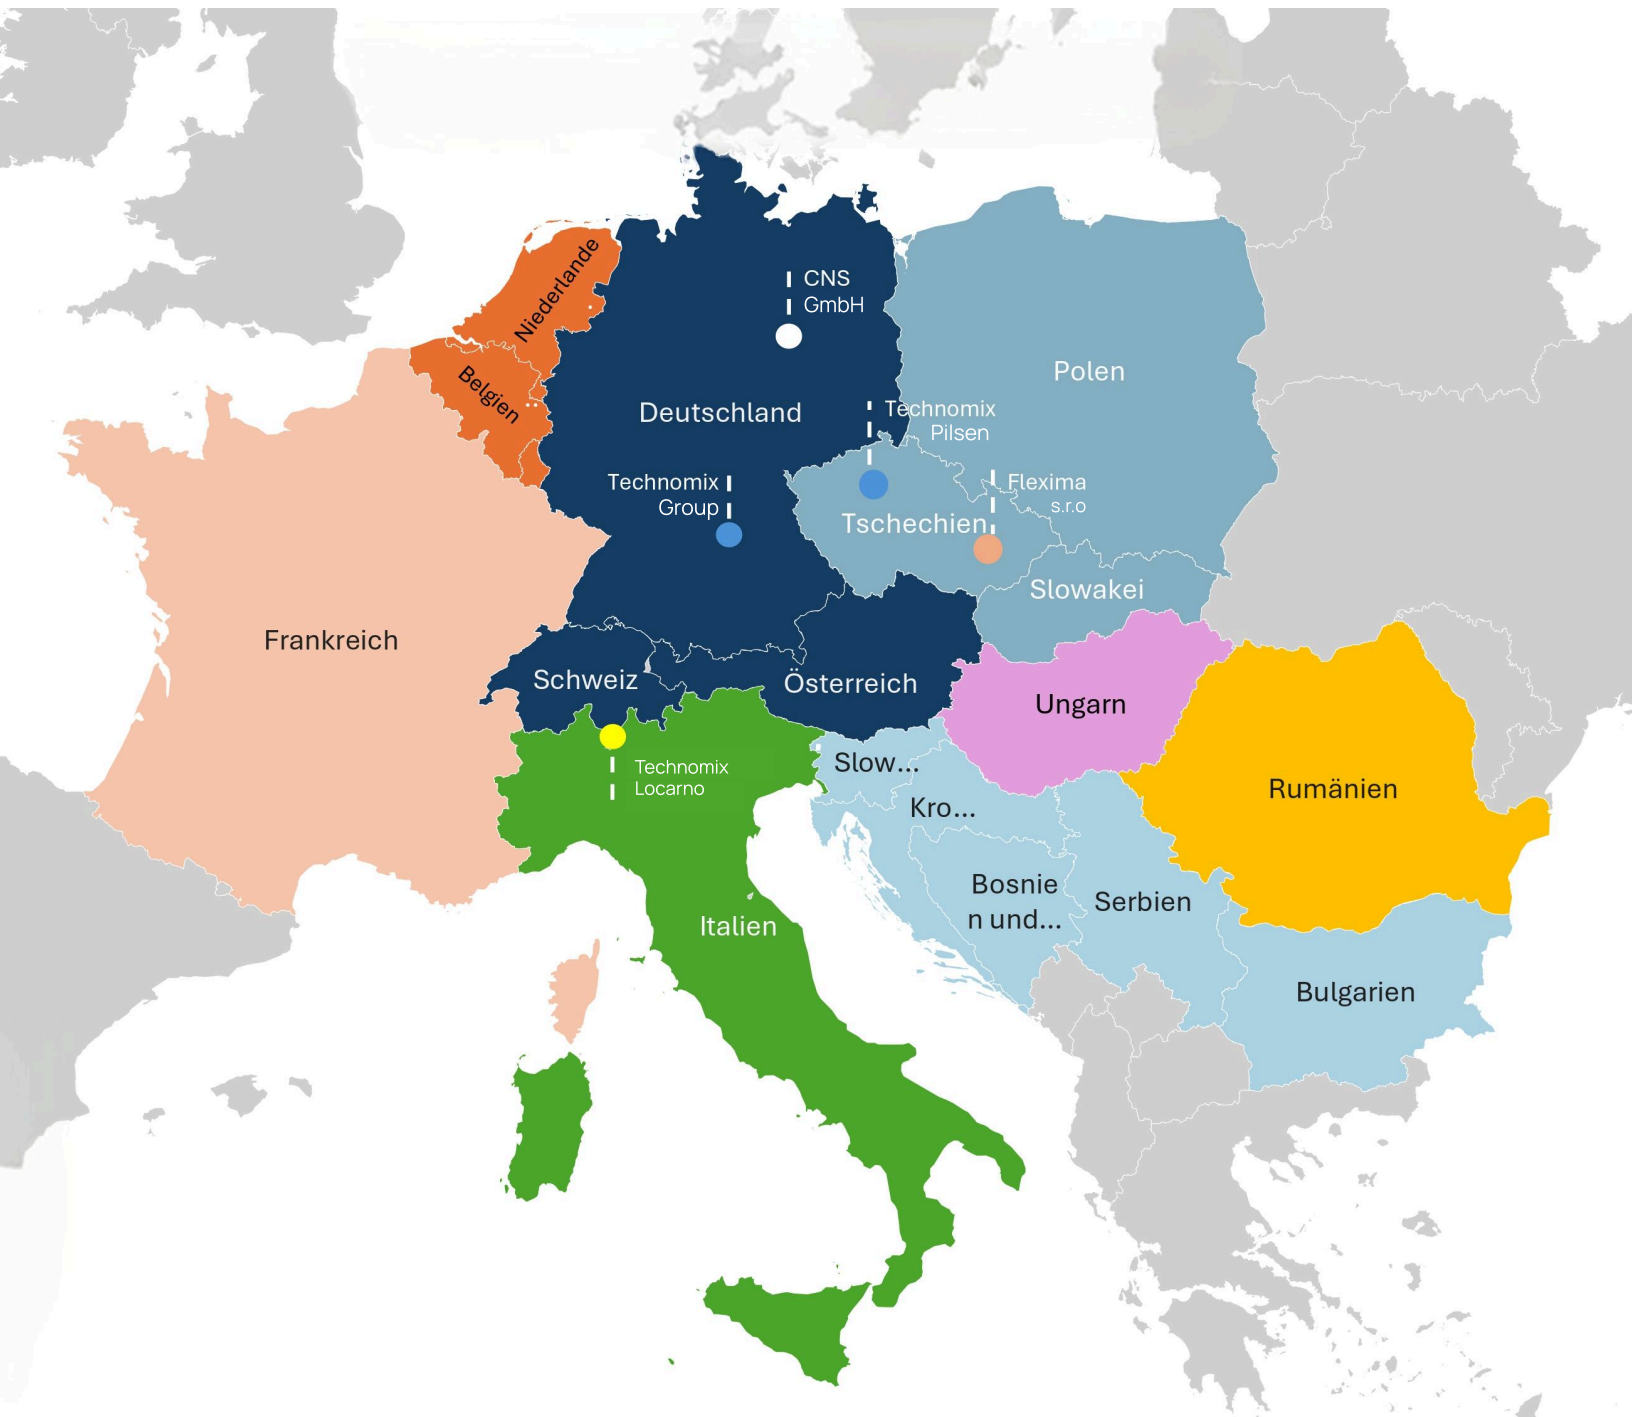 Niederlande
CNS
GmbH
Belgien
Deutschland
Polen
Technomix
Pilsen
Technomix
Group
Flexima
s.r.o
Tschechien
Slowakei
Frankreich
Schweiz
Österreich
Ungarn
Technomix
Locarno
Slow...
Kro...
Rumänien
Bosnie
n und...
Serbien
Italien
Bulgarien